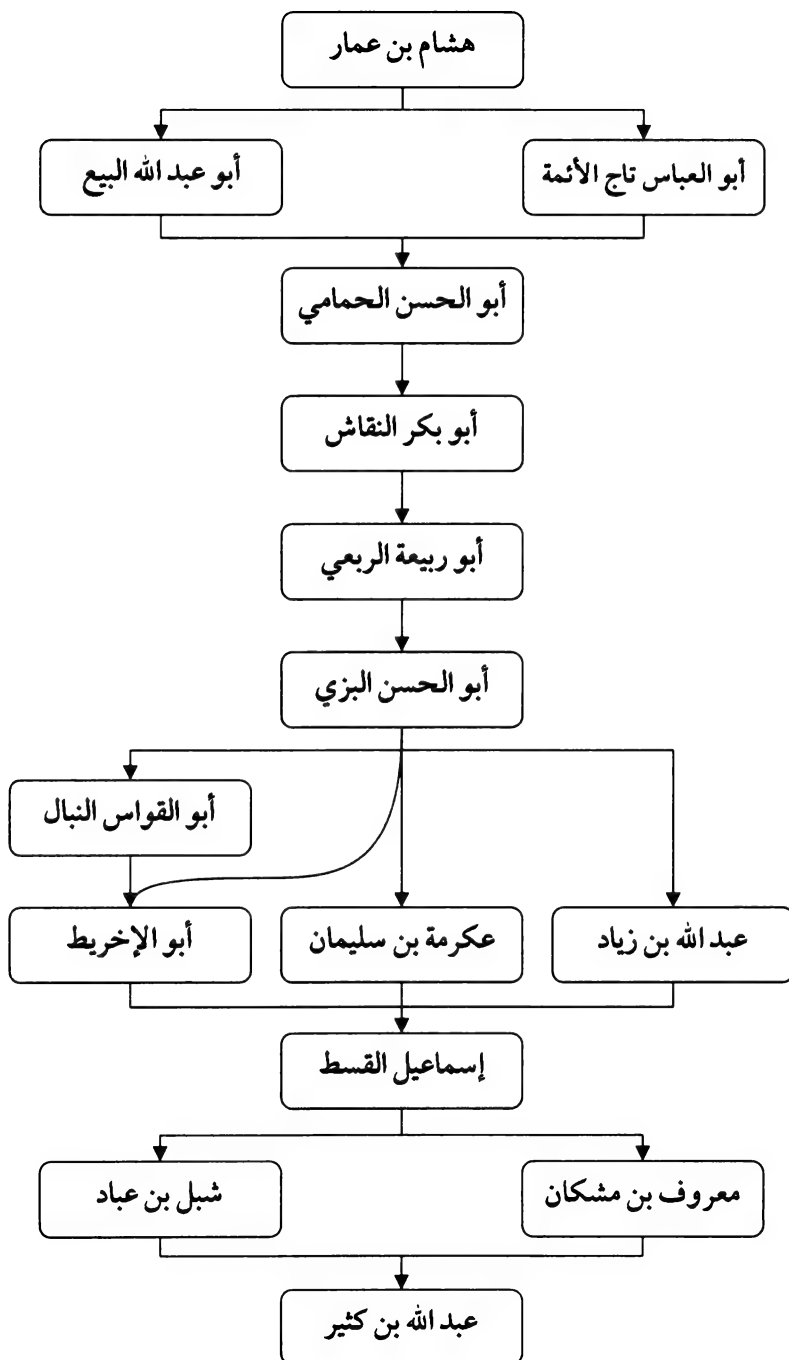 هشام بن عمار
أبو العباس تاج الأئمة
أبو عبد الله البيع
أبو الحسن الحمامي
أبو بكر النقاش
أبو ربيعة الربعي
أبو الحسن البزي
أبو القواس النبال
عبد الله بن زياد
عكرمة بن سليمان
أبو الإخريط
إسماعيل القسط
معروف بن مشكان
شبل بن عباد
عبد الله بن كثير